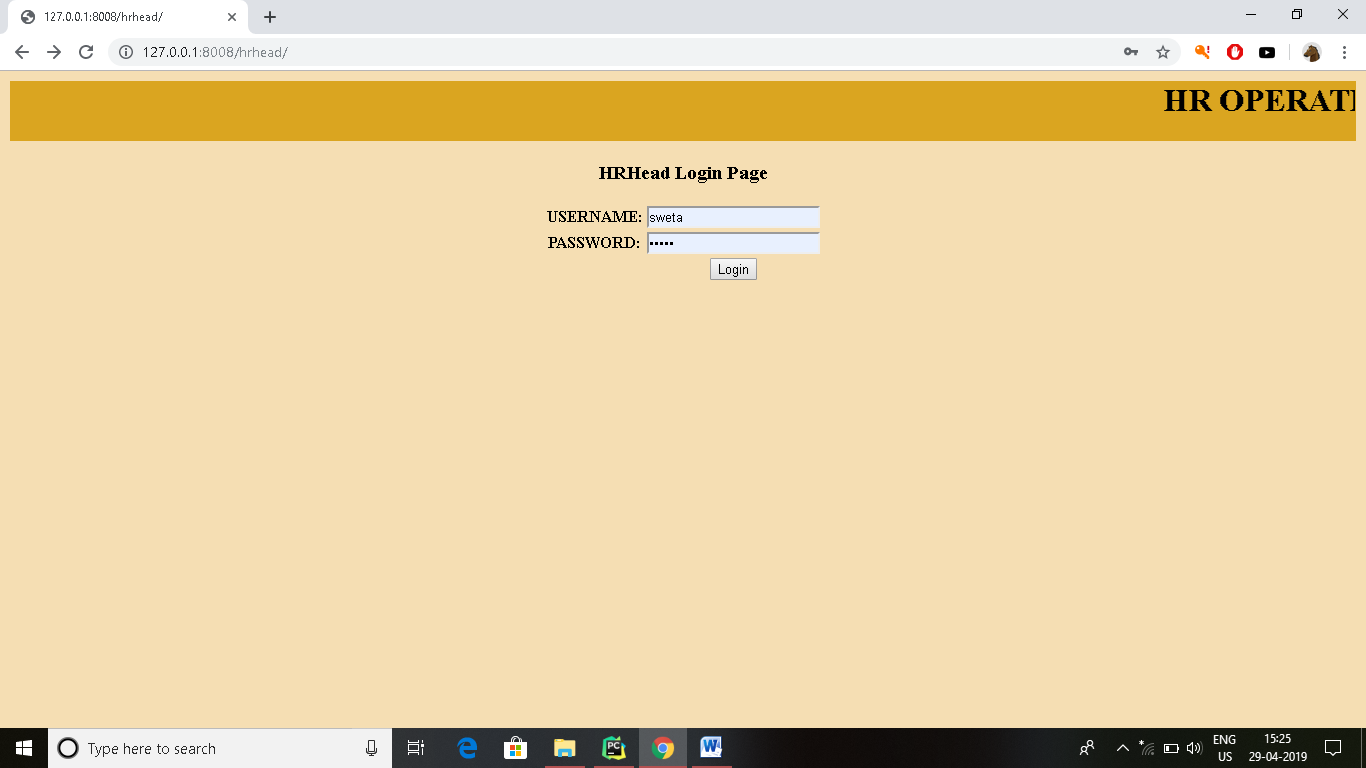 127.0.0.1:8008/hrhead/
127.0.0.1:8008/hrhead/
HR OPERATI
HRHead Login Page
USERNAME: sweta
PASSWORD: •••••
Login
Type here to search
ENG
US
15:25
29-04-2019